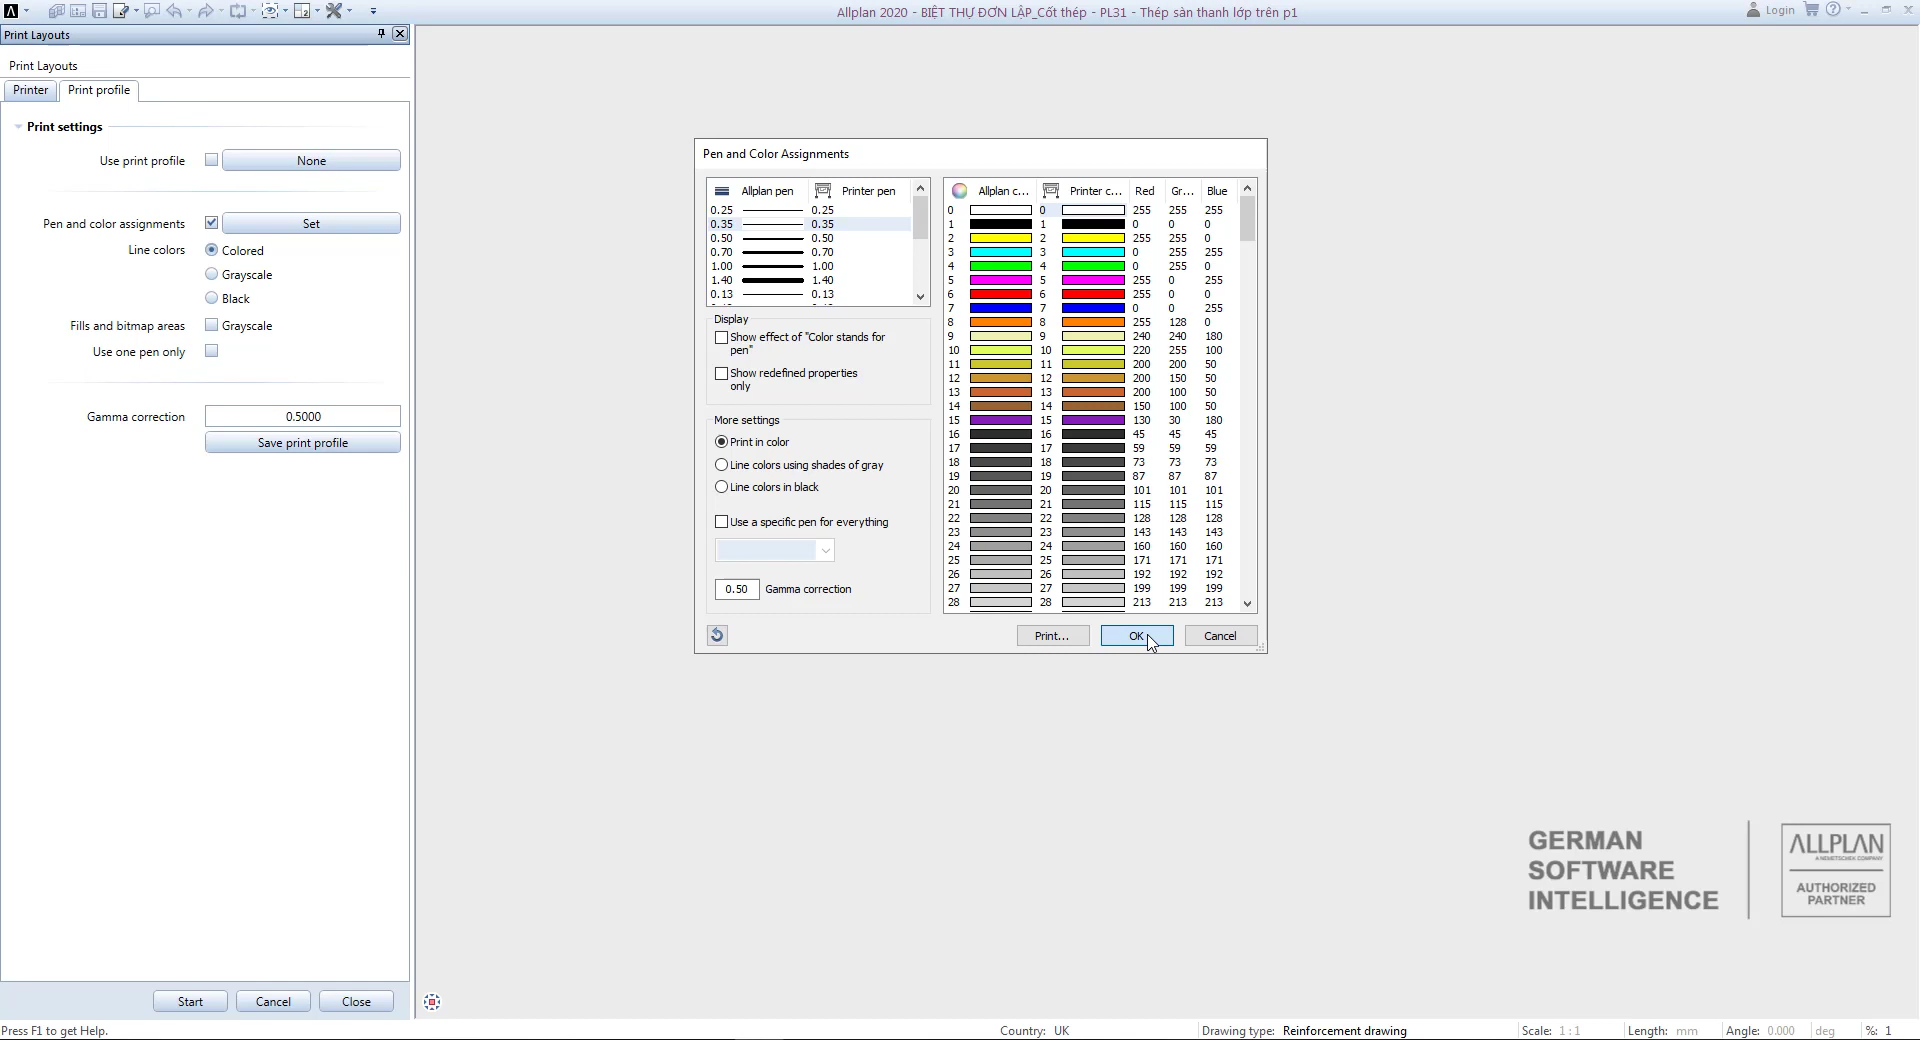 Allplan 2020 - BIỆT THỰ ĐƠN LẬP_Cốt thép - PL31 - Thép sàn thanh lớp trên p1
Login
Print Layouts
Print Layouts
Printer
Print profile
Print settings
Use print profile
None
Pen and color assignments
Set
Line colors
Colored
Grayscale
Black
Fills and bitmap areas
Grayscale
Use one pen only
Gamma correction
0.5000
Save print profile
Start
Cancel
Close
Pen and Color Assignments
Allplan pen Printer pen
0.25 0.25
0.35 0.35
0.50 0.50
0.70 0.70
1.00 1.00
1.40 1.40
0.13 0.13
Display
Show effect of "Color stands for
pen"
Show redefined properties
only
More settings
Print in color
Line colors using shades of gray
Line colors in black
Use a specific pen for everything
0.50 Gamma correction
Allplan c... Printer c... Red Gr... Blue
0 0 255 255 255
1 1 0 0 0
2 2 255 255 0
3 3 0 255 255
4 4 0 255 0
5 5 255 0 255
6 6 255 0 0
7 7 0 0 255
8 8 255 128 0
9 9 240 240 180
10 10 220 255 100
11 11 200 200 50
12 12 200 150 50
13 13 200 100 50
14 14 150 100 50
15 15 130 30 180
16 16 45 45 45
17 17 59 59 59
18 18 73 73 73
19 19 87 87 87
20 20 101 101 101
21 21 115 115 115
22 22 128 128 128
23 23 143 143 143
24 24 160 160 160
25 25 171 171 171
26 26 192 192 192
27 27 199 199 199
28 28 213 213 213
Print...
OK
Cancel
GERMAN
SOFTWARE
INTELLIGENCE
ALLPLAN
A NEMETSCHEK COMPANY
AUTHORIZED
PARTNER
Press F1 to get Help.
Country: UK
Drawing type: Reinforcement drawing
Scale: 1 : 1
Length: mm
Angle: 0.000 deg
%: 1